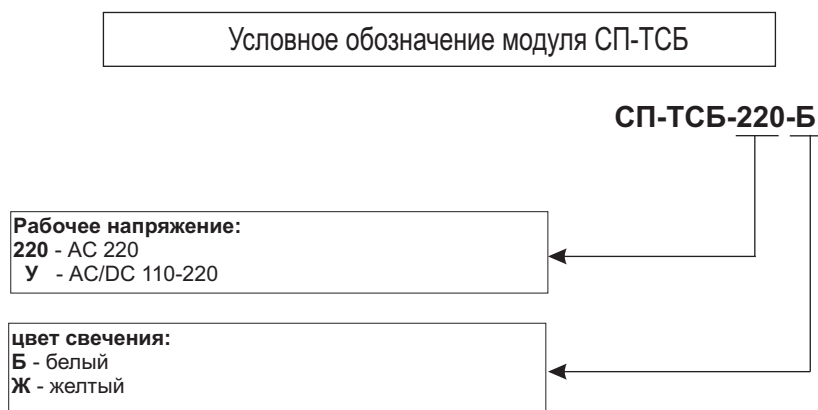 Условное обозначение модуля СП-ТСБ
СП-ТСБ-220-Б
Рабочее напряжение:
220 - AC 220
У - AC/DC 110-220
цвет свечения:
Б - белый
Ж - желтый